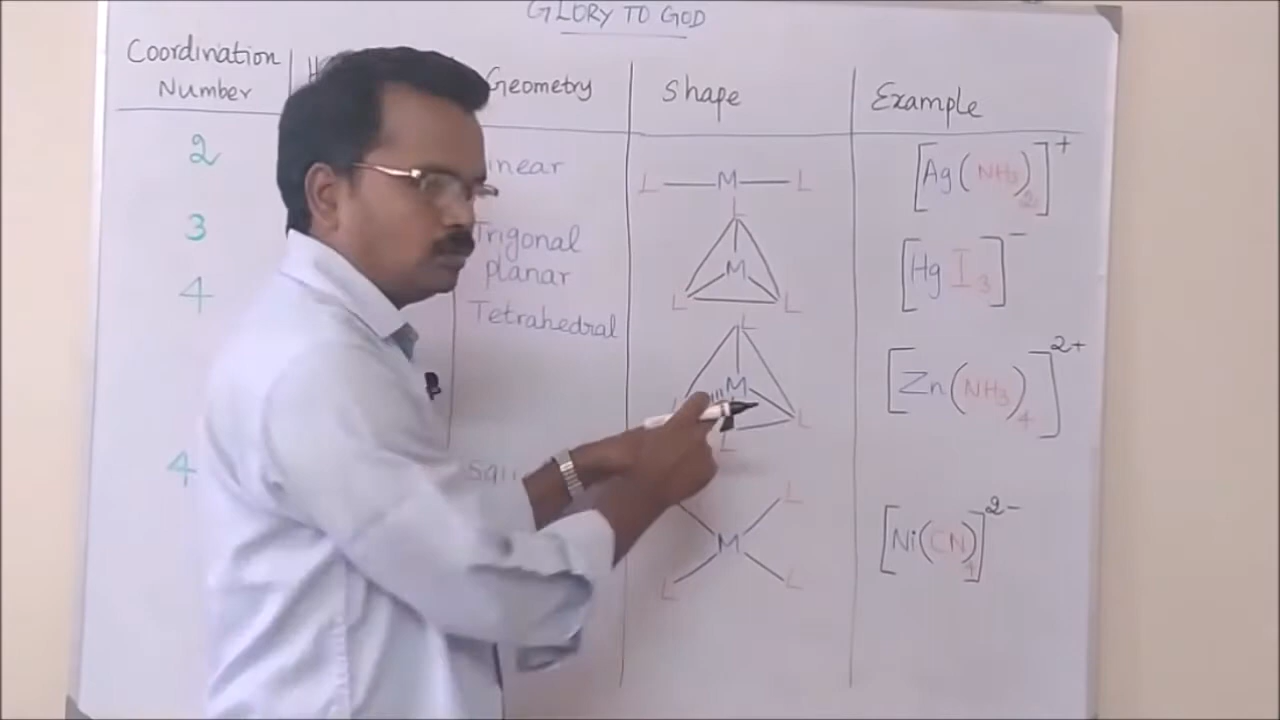 GLORY TO GOD
Coordination
Number
Geometry
Shape
Example
2
inear
L M L
[Ag(NH3)2]+
3
Trigonal
planar
L
M
L L
[HgI3]-
4
Tetrahedral
L
M
L
L
[Zn(NH3)4]2+
4
L
M
L L
[Ni(CN)4]2-